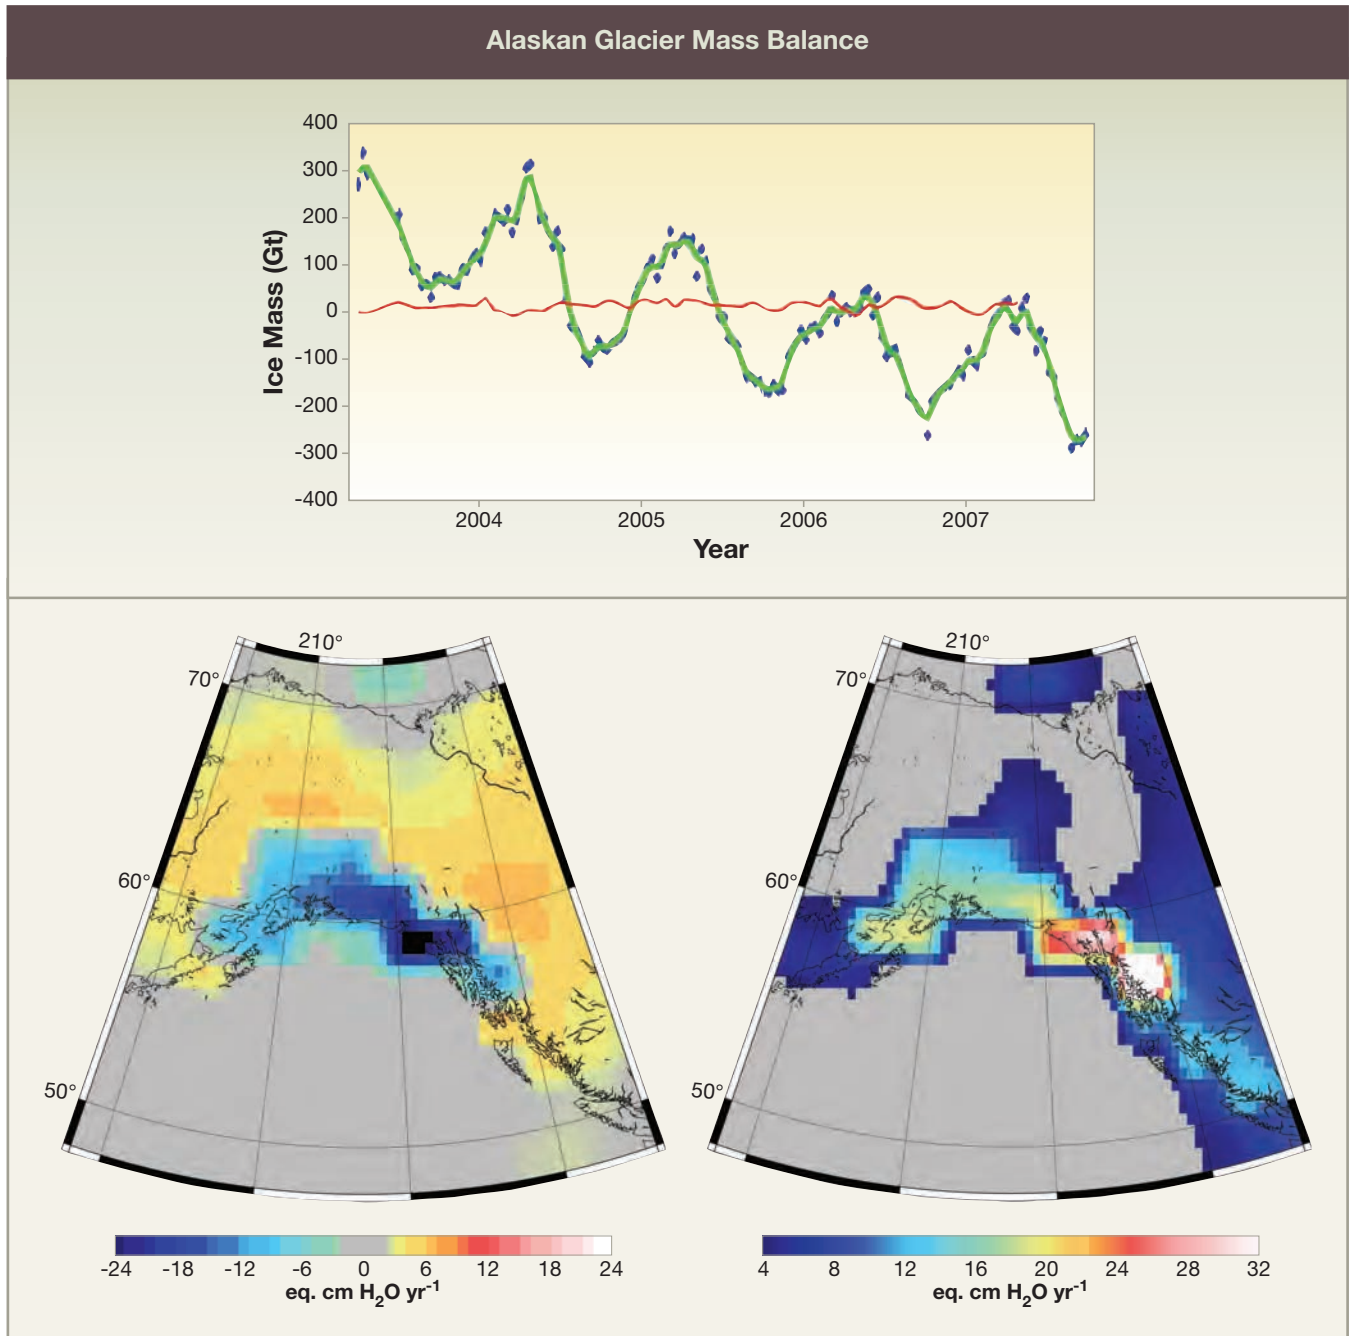 Alaskan Glacier Mass Balance
400
300
200
100
0
-100
-200
-300
-400
Ice Mass (Gt)
2004 2005 2006 2007
Year
210°
70°
60°
50°
-24 -18 -12 -6 0 6 12 18 24
eq. cm H₂O yr⁻¹
210°
70°
60°
50°
4 8 12 16 20 24 28 32
eq. cm H₂O yr⁻¹